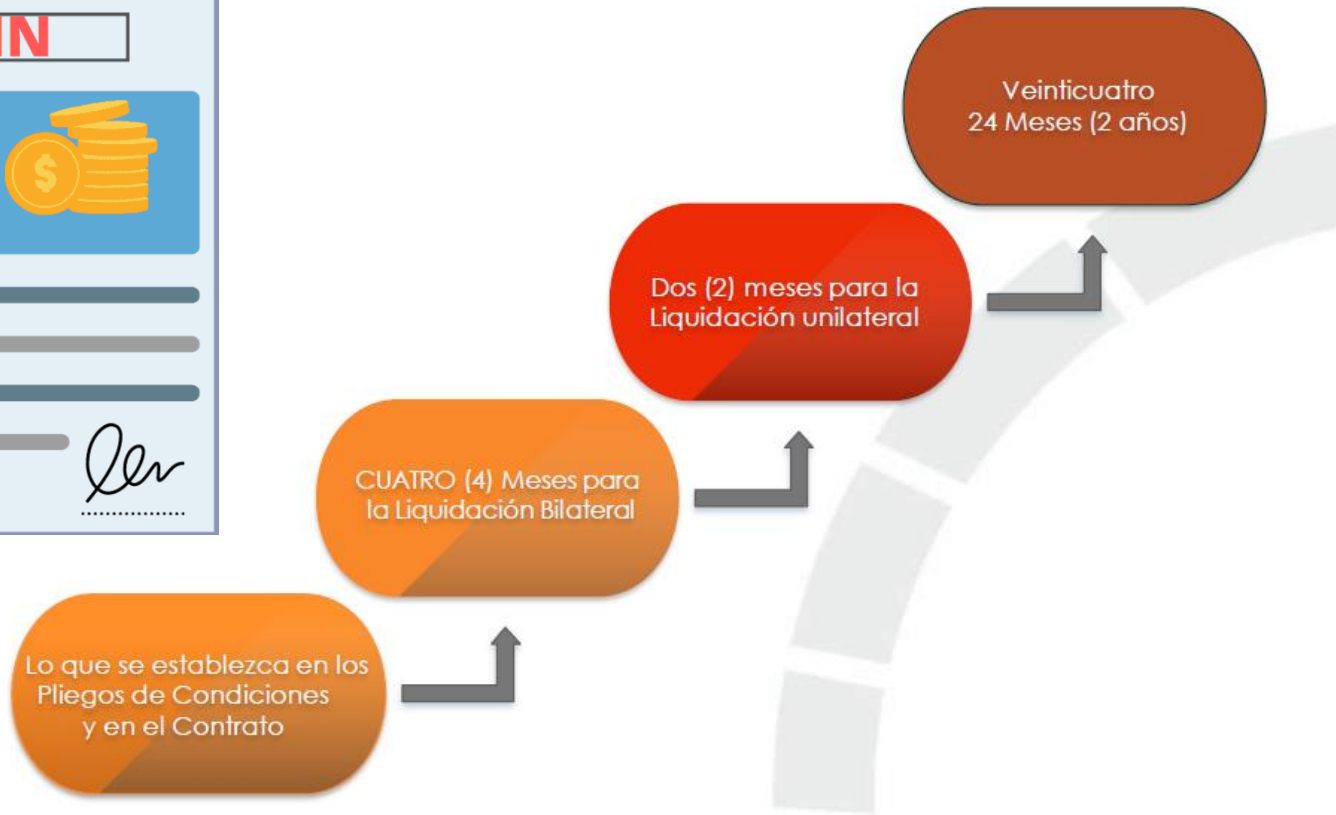 IN
Veinticuatro
24 Meses (2 años)
Dos (2) meses para la
Liquidación unilateral
CUATRO (4) Meses para
la Liquidación Bilateral
Lo que se establezca en los
Pliegos de Condiciones
y en el Contrato
$